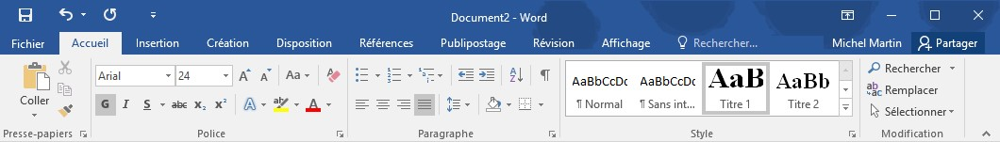 Document2 - Word
Fichier Accueil Insertion Création Disposition Références Publipostage Révision Affichage Rechercher... Michel Martin Partager
Coller
Presse-papiers
Arial 24 A A Aa A
G I S abc x₂ x² A ab A
Police
Paragraphe
AaBbCcDc AaBbCcDc AaB AaBb
¶ Normal ¶ Sans int... Titre 1 Titre 2
Style
Rechercher
Remplacer
Sélectionner
Modification